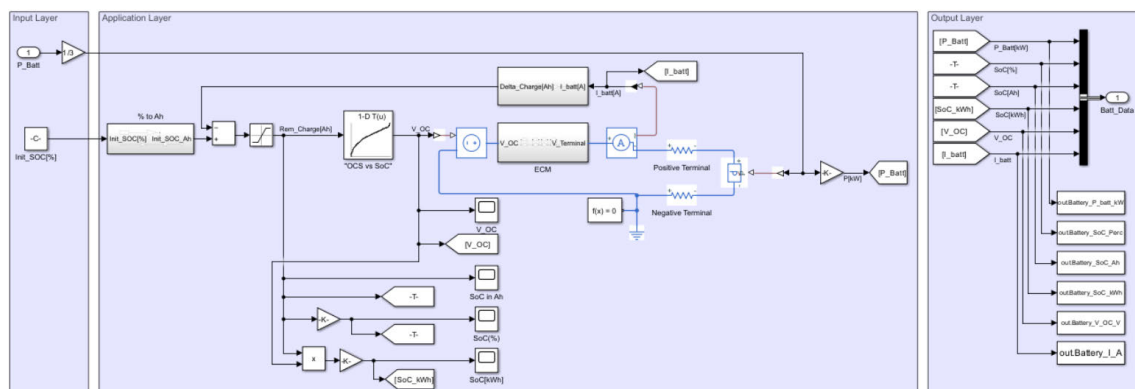 Input Layer
Application Layer
Output Layer
1
P_Batt
1/3
-C-
Init_SOC[%]
% to Ah
Init_SOC[%]
Init_SOC_Ah
Delta_Charge[Ah]
I_batt[A]
I_batt[A]
[I_batt]
Rem_Charge[Ah]
1-D T(u)
"OCS vs SoC"
V_OC
V_OC
V_Terminal
ECM
A
Positive Terminal
Negative Terminal
f(x) = 0
-K-
P[kW]
[P_Batt]
V_OC
[V_OC]
SoC in Ah
-T-
-K-
SoC(%)
-T-
x
-K-
SoC[kWh]
[SoC_kWh]
[P_Batt]
P_Batt[kW]
-T-
SoC[%]
-T-
SoC[Ah]
[SoC_kWh]
SoC[kWh]
[V_OC]
V_OC
[I_batt]
I_batt
1
Batt_Data
out.Battery_P_batt_kW
out.Battery_SoC_Perc
out.Battery_SoC_Ah
out.Battery_SoC_kWh
out.Battery_V_OC_V
out.Battery_I_A